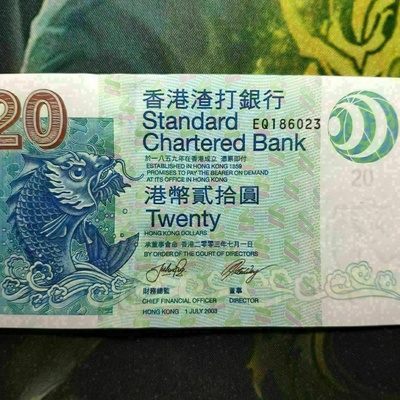 20
香港渣打銀行
Standard
Chartered Bank
EQ186023
於一八五九年在香港成立 憑票即付
ESTABLISHED IN HONG KONG 1859
PROMISES TO PAY THE BEARER ON DEMAND
AT ITS OFFICE IN HONG KONG
港幣貳拾圓
Twenty
HONG KONG DOLLARS
承董事會命 香港二零零三年七月一日
BY ORDER OF THE COURT OF DIRECTORS
財務總監 董事
CHIEF FINANCIAL OFFICER DIRECTOR
HONG KONG 1 JULY 2003